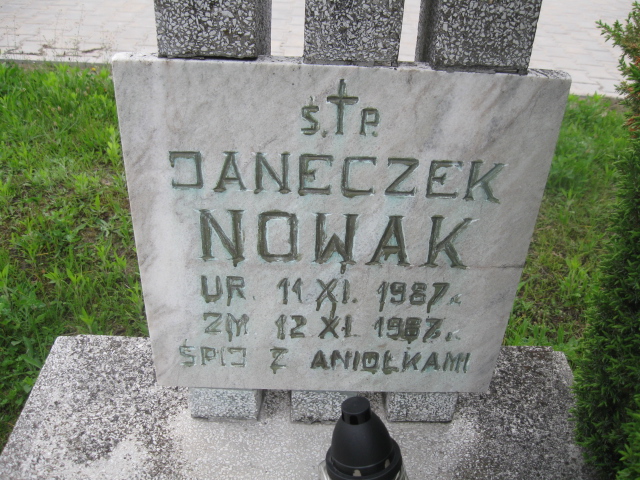 Ś. † P.
JANECZEK
NOWAK
UR. 11 XI. 1987 R
ZM 12 XI. 1987. R
ŚPIJ Z ANIOŁKAMI